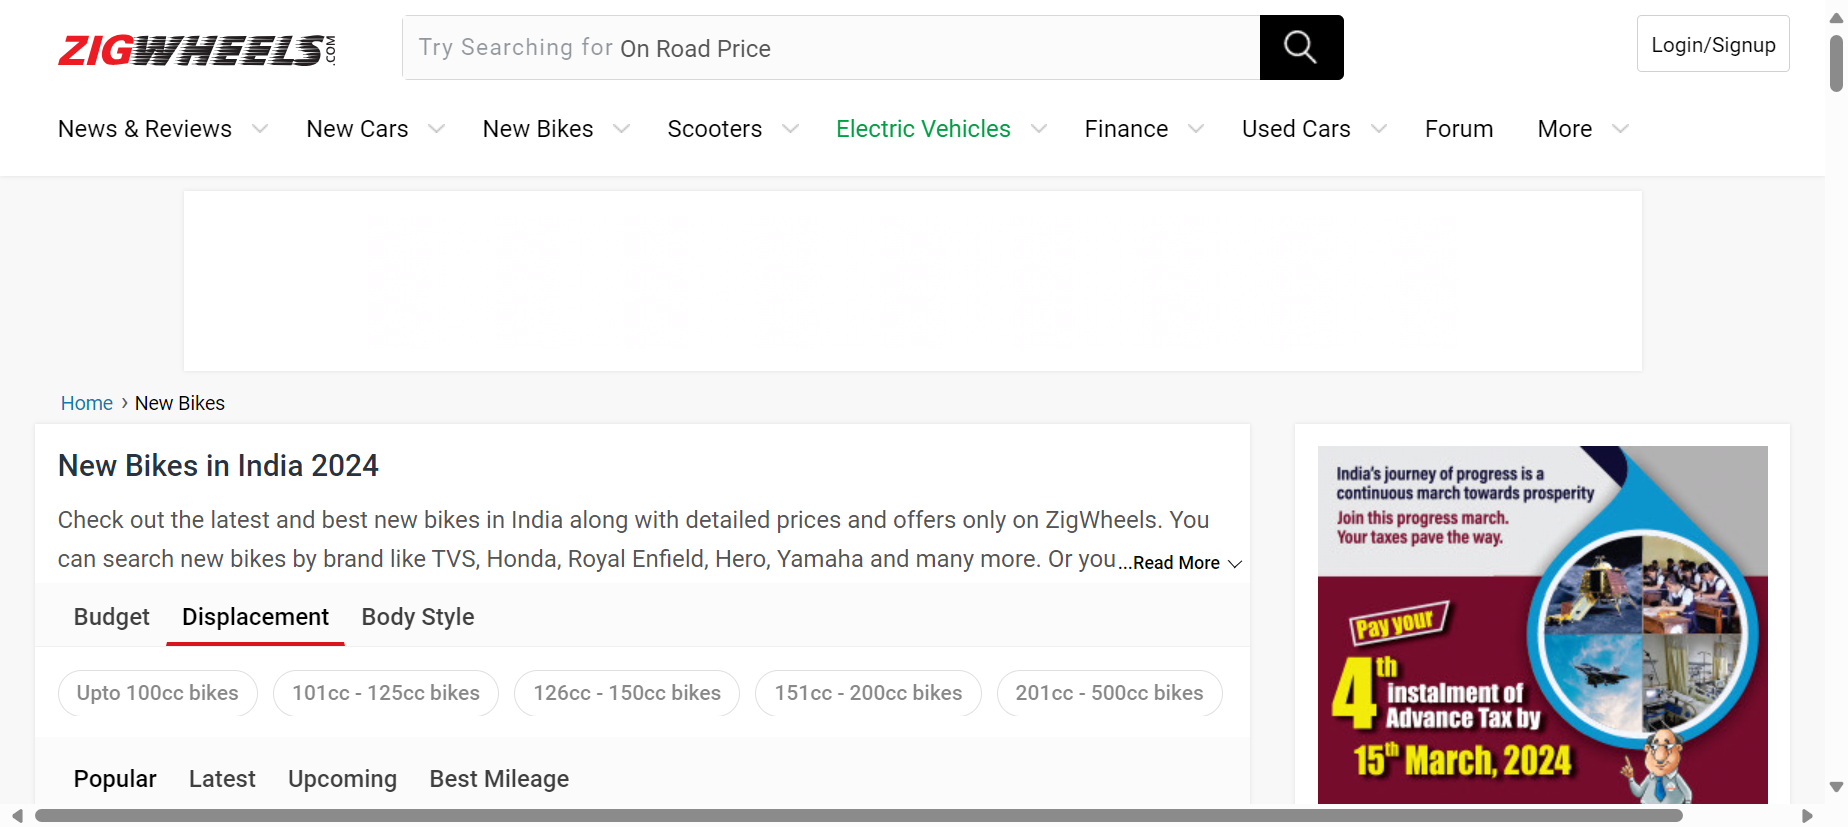 ZIGWHEELS.COM
Try Searching for On Road Price
Login/Signup
News & Reviews New Cars New Bikes Scooters Electric Vehicles Finance Used Cars Forum More
Home › New Bikes
New Bikes in India 2024
Check out the latest and best new bikes in India along with detailed prices and offers only on ZigWheels. You
can search new bikes by brand like TVS, Honda, Royal Enfield, Hero, Yamaha and many more. Or you ...Read More
Budget Displacement Body Style
Upto 100cc bikes 101cc - 125cc bikes 126cc - 150cc bikes 151cc - 200cc bikes 201cc - 500cc bikes
Popular Latest Upcoming Best Mileage
India's journey of progress is a
continuous march towards prosperity
Join this progress march.
Your taxes pave the way.
Pay your
4th
instalment of
Advance Tax by
15th March, 2024